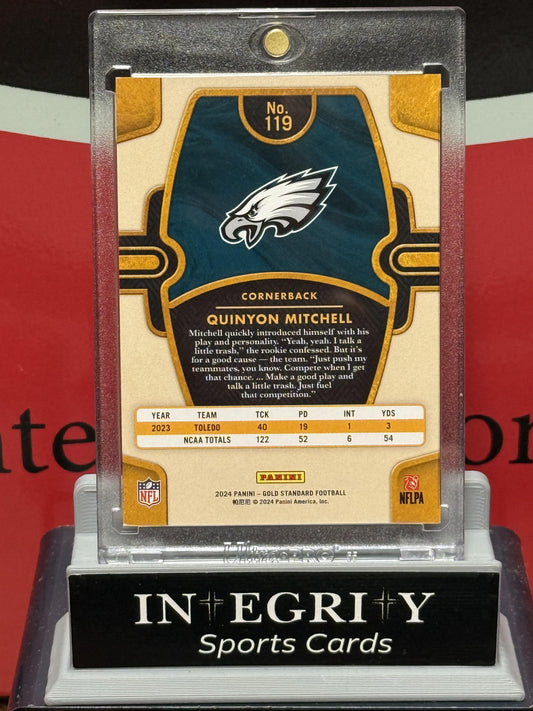 No.
119
CORNERBACK
QUINYON MITCHELL
Mitchell quickly introduced himself with his
play and personality. “Yeah, yeah. I talk a
little trash,” the rookie confessed. But it’s
for a good cause — the team. “Just push my
teammates, you know. Compete when I get
that chance. ... Make a good play and
talk a little trash. Just fuel
that competition.”
YEAR TEAM TCK PD INT YDS
2023 TOLEDO 40 19 1 3
NCAA TOTALS 122 52 6 54
PANINI
2024 PANINI – GOLD STANDARD FOOTBALL
帕尼尼 © 2024 Panini America, Inc.
NFL
NFLPA
INTEGRITY
Sports Cards